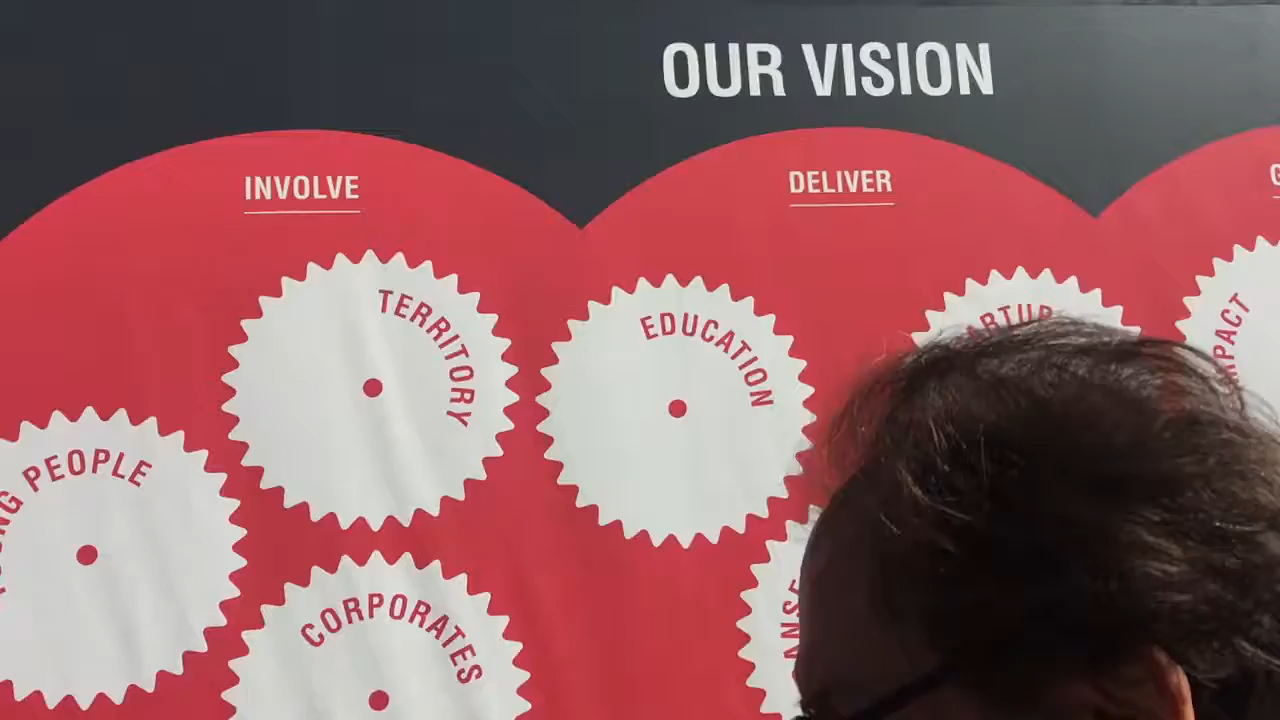 OUR VISION
INVOLVE
DELIVER
TERRITORY
EDUCATION
PEOPLE
CORPORATES